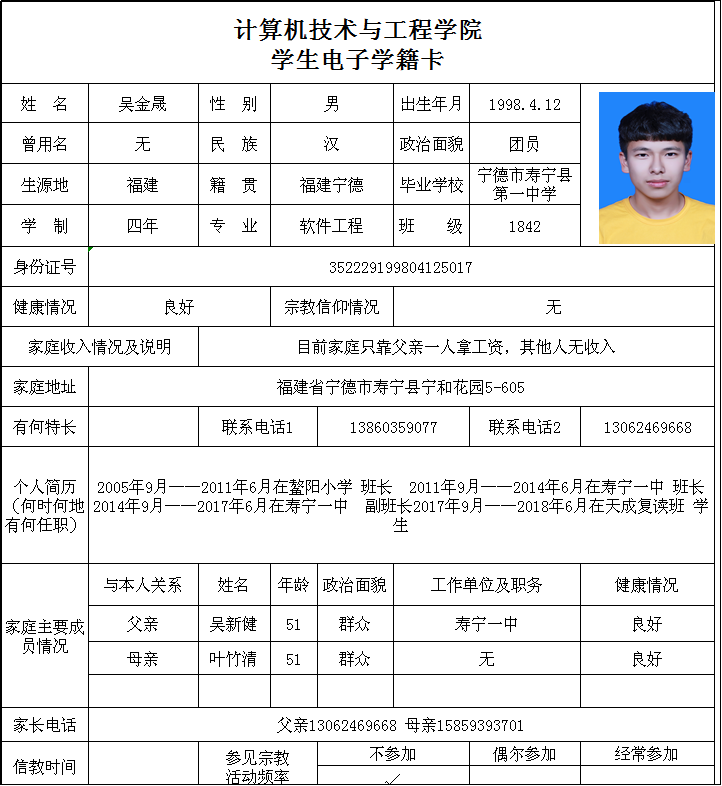 计算机技术与工程学院
学生电子学籍卡
姓 名 吴金晟 性 别 男 出生年月 1998.4.12
曾用名 无 民 族 汉 政治面貌 团员
生源地 福建 籍 贯 福建宁德 毕业学校 宁德市寿宁县
第一中学
学 制 四年 专 业 软件工程 班 级 1842
身份证号 352229199804125017
健康情况 良好 宗教信仰情况 无
家庭收入情况及说明 目前家庭只靠父亲一人拿工资，其他人无收入
家庭地址 福建省宁德市寿宁县宁和花园5-605
有何特长 联系电话1 13860359077 联系电话2 13062469668
个人简历
（何时何地
有何任职）
2005年9月——2011年6月在鳌阳小学 班长 2011年9月——2014年6月在寿宁一中 班长
2014年9月——2017年6月在寿宁一中 副班长2017年9月——2018年6月在天成复读班 学
生
家庭主要成
员情况
与本人关系 姓名 年龄 政治面貌 工作单位及职务 健康情况
父亲 吴新健 51 群众 寿宁一中 良好
母亲 叶竹清 51 群众 无 良好
家长电话 父亲13062469668 母亲15859393701
信教时间 参见宗教
活动频率
不参加 偶尔参加 经常参加
✓